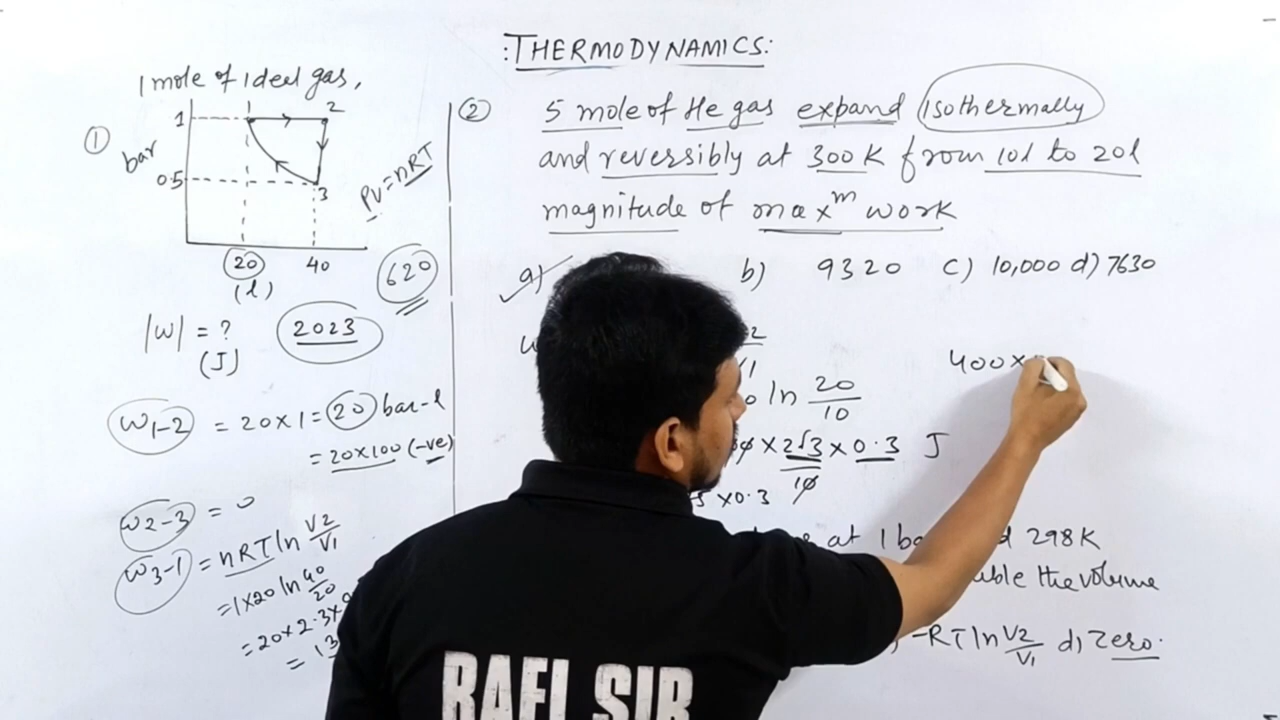 :THERMODYNAMICS:
1 mole of ideal gas,
①
bar
1
2
0.5
3
20
40
(l)
PV = nRT
620
|W| = ?
(J)
2023
W1-2 = 20×1 = 20 bar-l
= 20×100 (-ve)
W2-3 = 0
W3-1 = nRT ln V2/V1
= 1×20 ln 40/20
= 20×2.3×
= 13
② 5 mole of He gas expand isothermally
and reversibly at 300K from 10l to 20l
magnitude of maxm work
a) b) 9320 c) 10,000 d) 7630
ln 20/10
×2.3×0.3 J
10
×0.3
400×
at 1 ba 298K
the volume
-RT ln V2/V1 d) Zero.
RAFI SIR